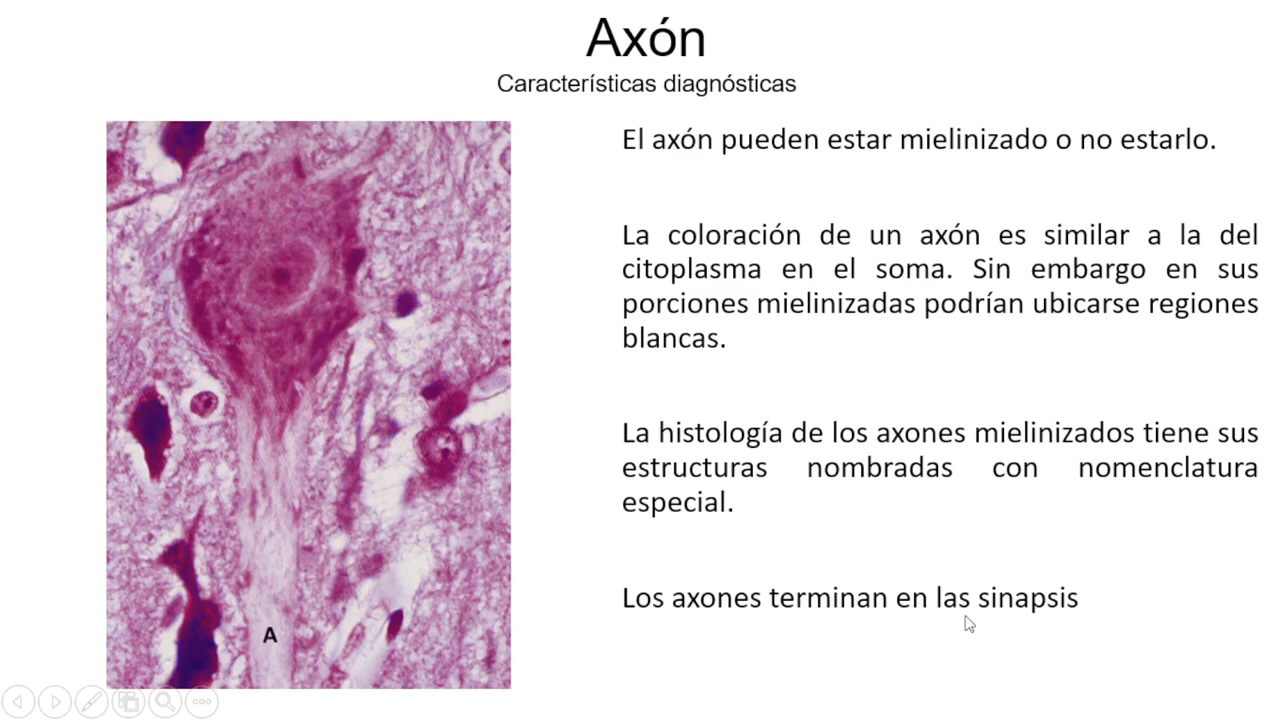 Axón
Características diagnósticas
El axón pueden estar mielinizado o no estarlo.
La coloración de un axón es similar a la del
citoplasma en el soma. Sin embargo en sus
porciones mielinizadas podrían ubicarse regiones
blancas.
La histología de los axones mielinizados tiene sus
estructuras nombradas con nomenclatura
especial.
Los axones terminan en las sinapsis
A